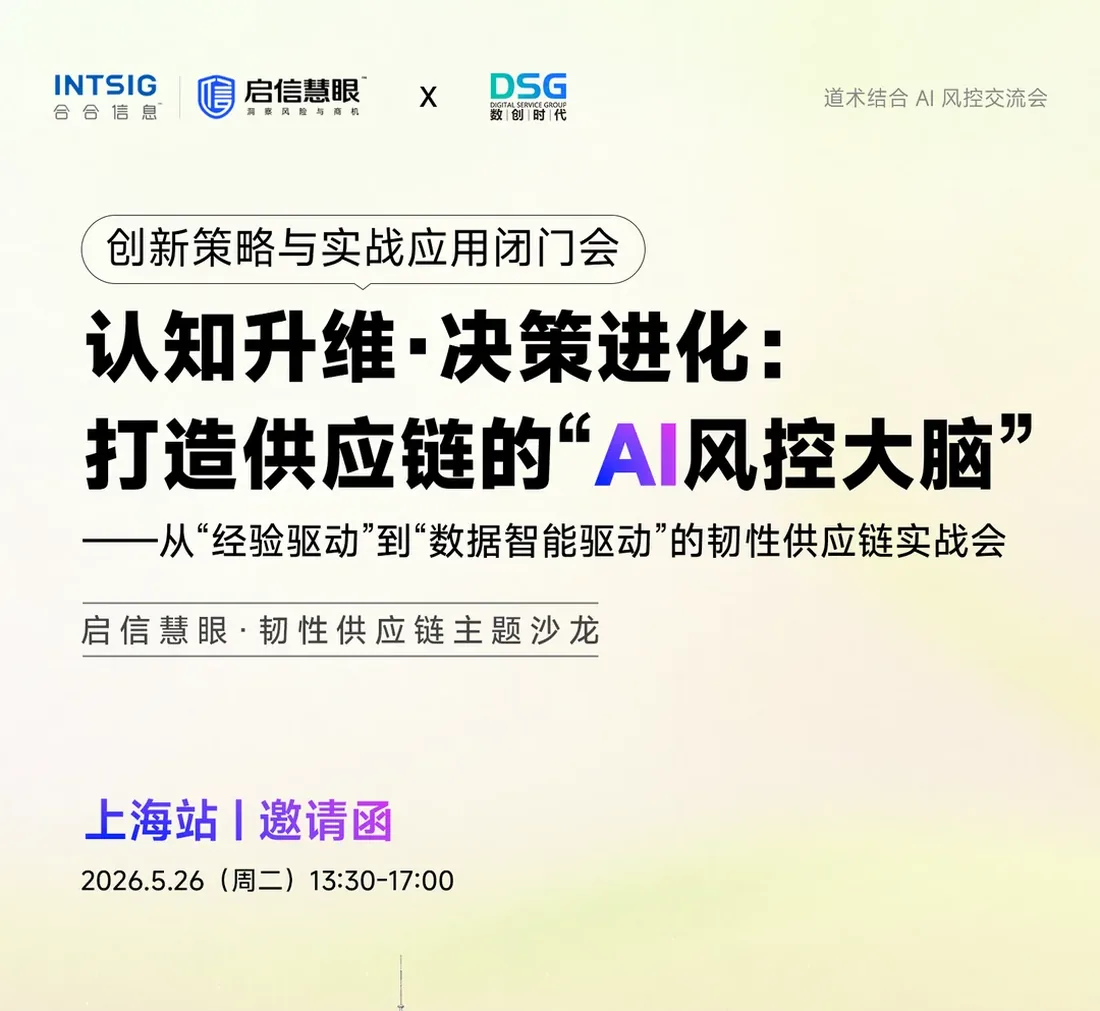 INTSIG
合合信息
启信慧眼
洞察风险与商机
X
DSG
DIGITAL SERVICE GROUP
数|创|时|代
道术结合 AI 风控交流会
创新策略与实战应用闭门会
认知升维·决策进化：
打造供应链的“AI风控大脑”
——从“经验驱动”到“数据智能驱动”的韧性供应链实战会
启信慧眼·韧性供应链主题沙龙
上海站 | 邀请函
2026.5.26（周二）13:30-17:00